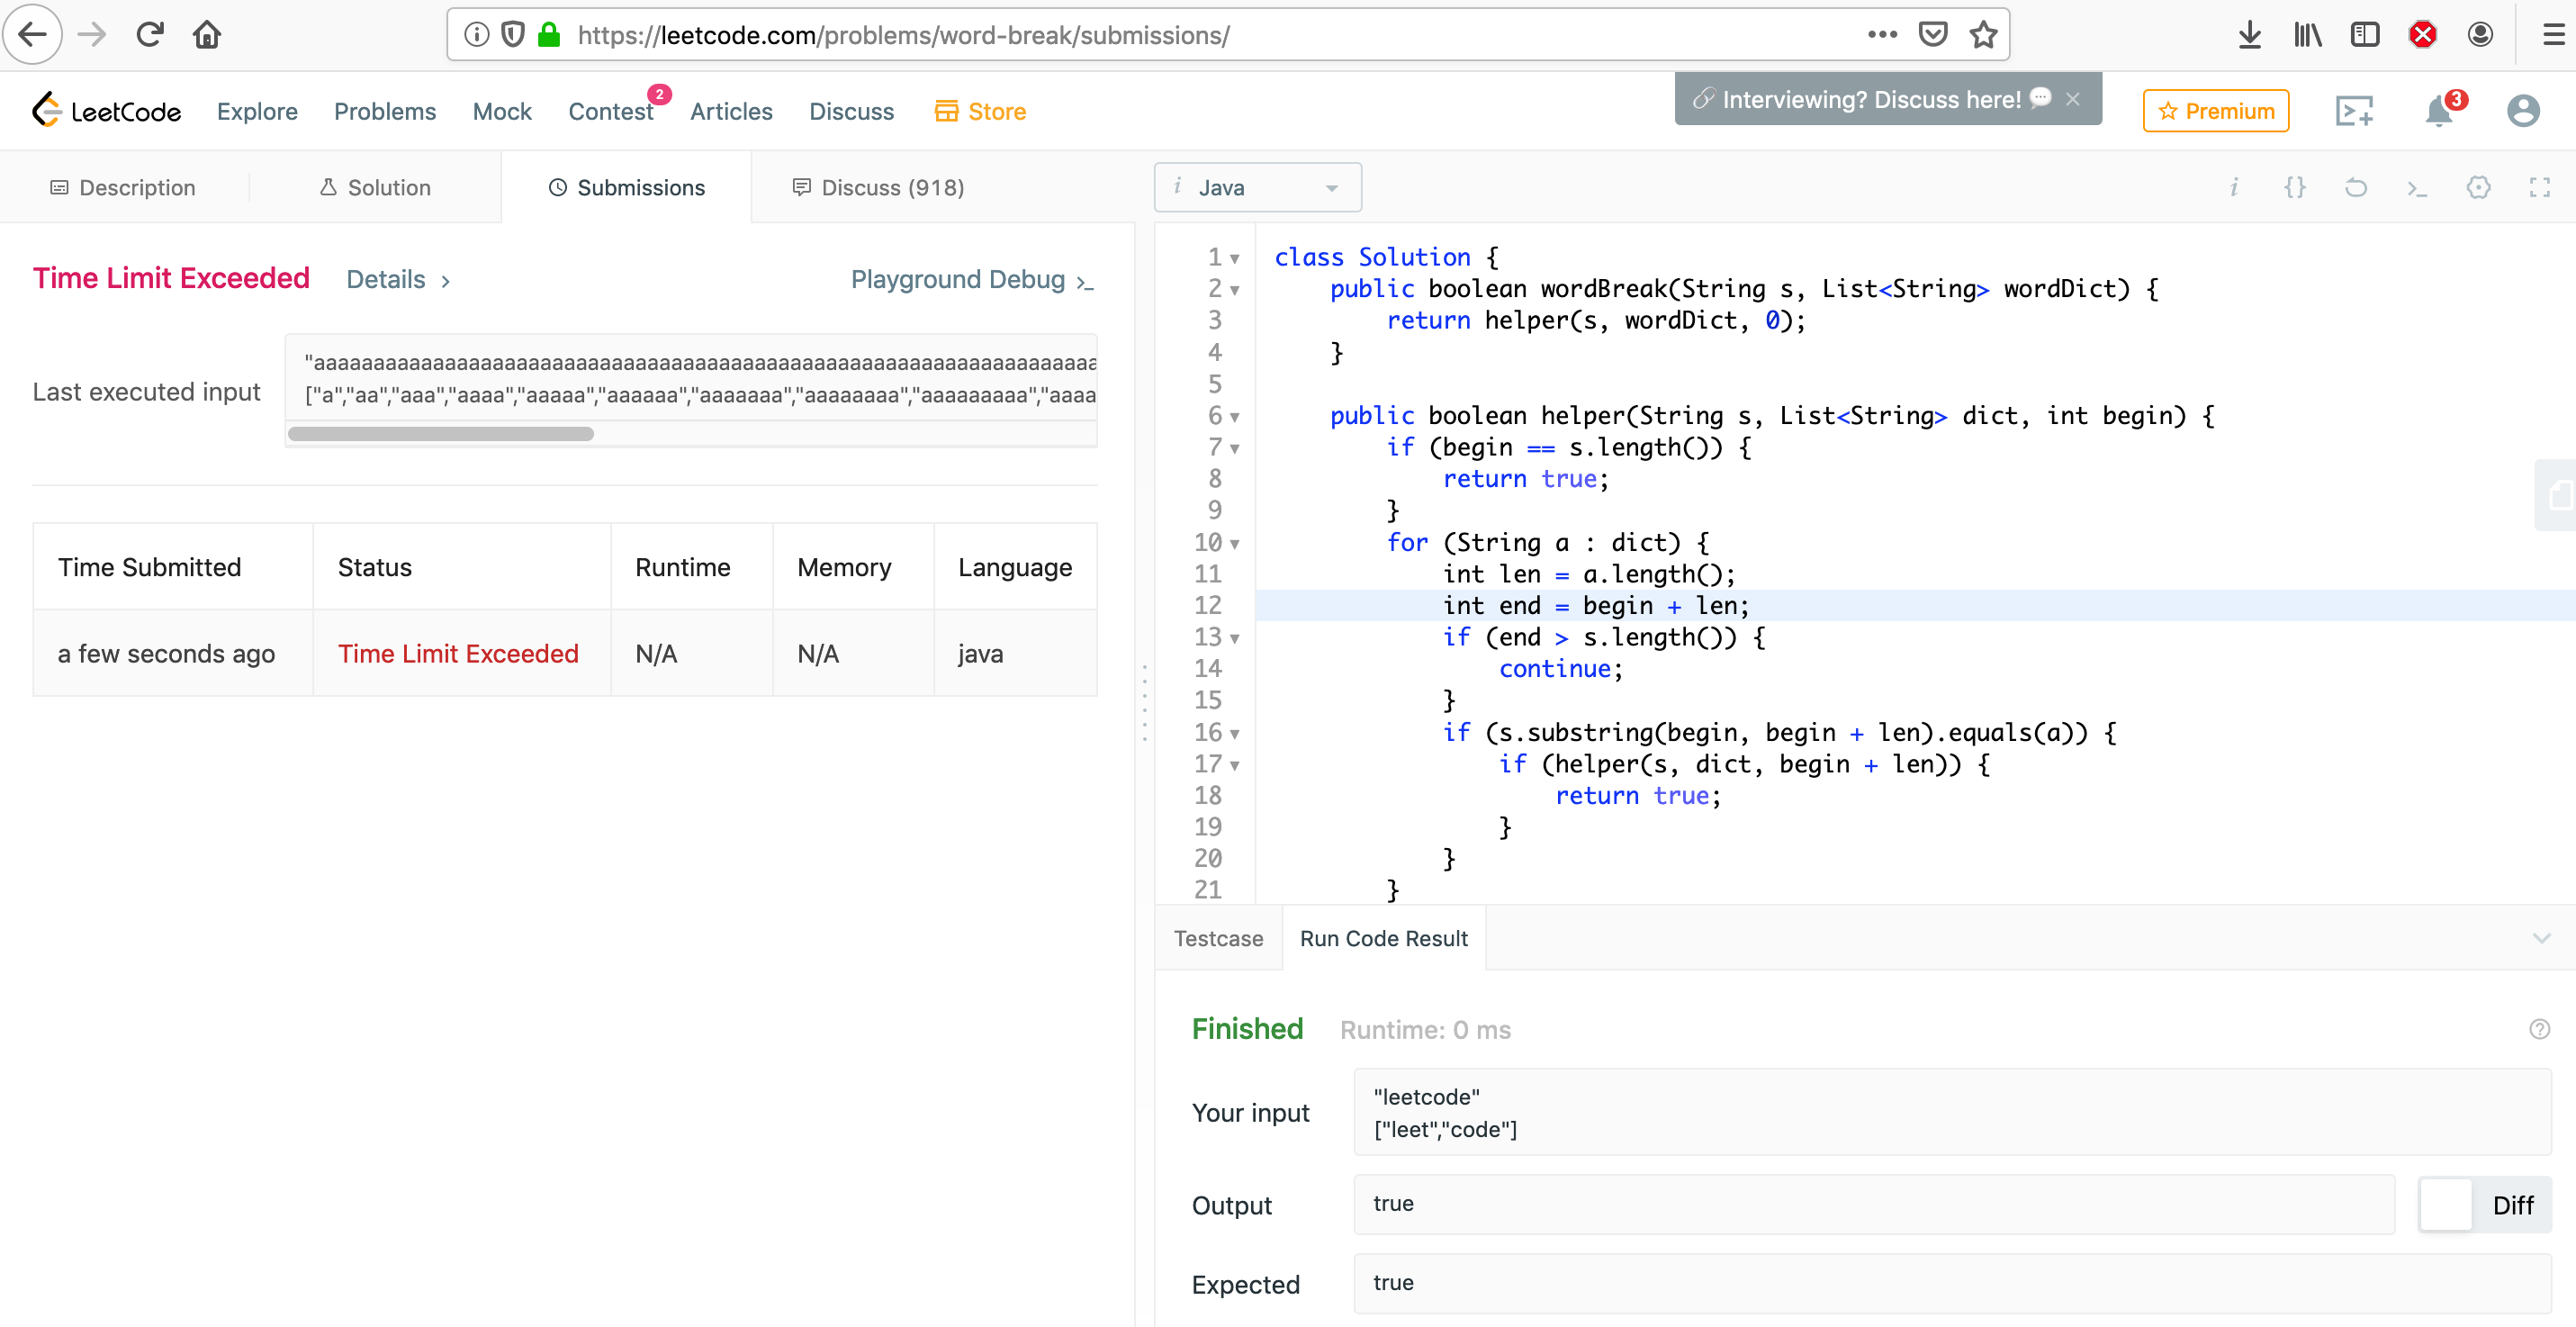 https://leetcode.com/problems/word-break/submissions/
LeetCode Explore Problems Mock Contest 2 Articles Discuss Store
Interviewing? Discuss here! 💬 ×
Premium
3
Description Solution Submissions Discuss (918)
i Java
Time Limit Exceeded Details > Playground Debug >_
Last executed input
["a","aa","aaa","aaaa","aaaaa","aaaaaa","aaaaaaa","aaaaaaaa","aaaaaaaaa","aaaa
Time Submitted Status Runtime Memory Language
a few seconds ago Time Limit Exceeded N/A N/A java
1 class Solution {
2     public boolean wordBreak(String s, List<String> wordDict) {
3         return helper(s, wordDict, 0);
4     }
5
6     public boolean helper(String s, List<String> dict, int begin) {
7         if (begin == s.length()) {
8             return true;
9         }
10         for (String a : dict) {
11             int len = a.length();
12             int end = begin + len;
13             if (end > s.length()) {
14                 continue;
15             }
16             if (s.substring(begin, begin + len).equals(a)) {
17                 if (helper(s, dict, begin + len)) {
18                     return true;
19                 }
20             }
21         }
Testcase Run Code Result
Finished Runtime: 0 ms
Your input
"leetcode"
["leet","code"]
Output true Diff
Expected true